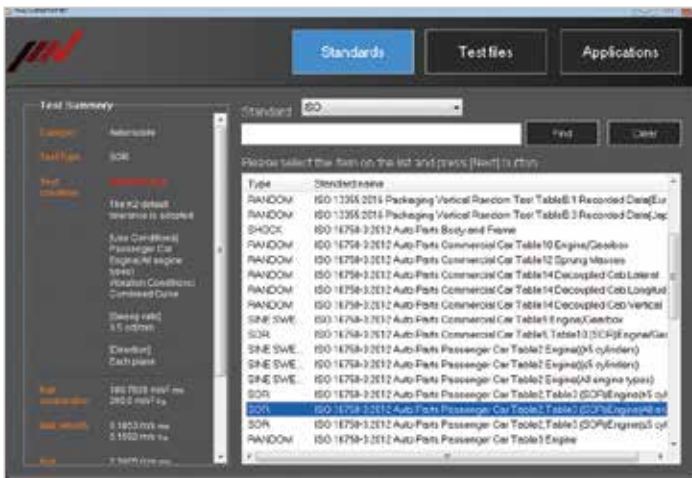 Standards
Test files
Applications
Test Summary
Category
Automobile
Test Type
SOR
Test
condition
The K2 default
tolerance is adopted
[Use Conditions]
Passenger Car
Engine(All engine
types)
Vibration Conditions:
Combined Curve
[Sweep rate]
[Direction]
Each plane
Standard
ISO
Find
Clear
Please select the item on the list and press [Next] button.
Type Standard name
RANDOM ISO 13355:2016 Packaging Vertical Random Test TableB.1 Recorded Data(Eur
RANDOM ISO 13355:2016 Packaging Vertical Random Test TableB.3 Recorded Data(Jap
SHOCK ISO 16750-3:2012 Auto Parts Body and Frame
RANDOM ISO 16750-3:2012 Auto Parts Commercial Car Table10 Engine/Gearbox
RANDOM ISO 16750-3:2012 Auto Parts Commercial Car Table12 Sprung Masses
RANDOM ISO 16750-3:2012 Auto Parts Commercial Car Table14 Decoupled Cab Lateral
RANDOM ISO 16750-3:2012 Auto Parts Commercial Car Table14 Decoupled Cab Longitud
RANDOM ISO 16750-3:2012 Auto Parts Commercial Car Table14 Decoupled Cab Vertical
SINE SWE... ISO 16750-3:2012 Auto Parts Commercial Car Table9 Engine/Gearbox
SOR ISO 16750-3:2012 Auto Parts Commercial Car Table9, Table10 (SOR)Engine/Gear
SINE SWE... ISO 16750-3:2012 Auto Parts Passenger Car Table2 Engine(>5 cylinders)
SINE SWE... ISO 16750-3:2012 Auto Parts Passenger Car Table2 Engine(≤5 cylinders)
SINE SWE... ISO 16750-3:2012 Auto Parts Passenger Car Table2 Engine(All engine types)
SOR ISO 16750-3:2012 Auto Parts Passenger Car Table2,Table3 (SOR)Engine(>5 cyl
SOR ISO 16750-3:2012 Auto Parts Passenger Car Table2,Table3 (SOR)Engine(All en
SOR ISO 16750-3:2012 Auto Parts Passenger Car Table2,Table3 (SOR)Engine(≤5 cyl
RANDOM ISO 16750-3:2012 Auto Parts Passenger Car Table3 Engine